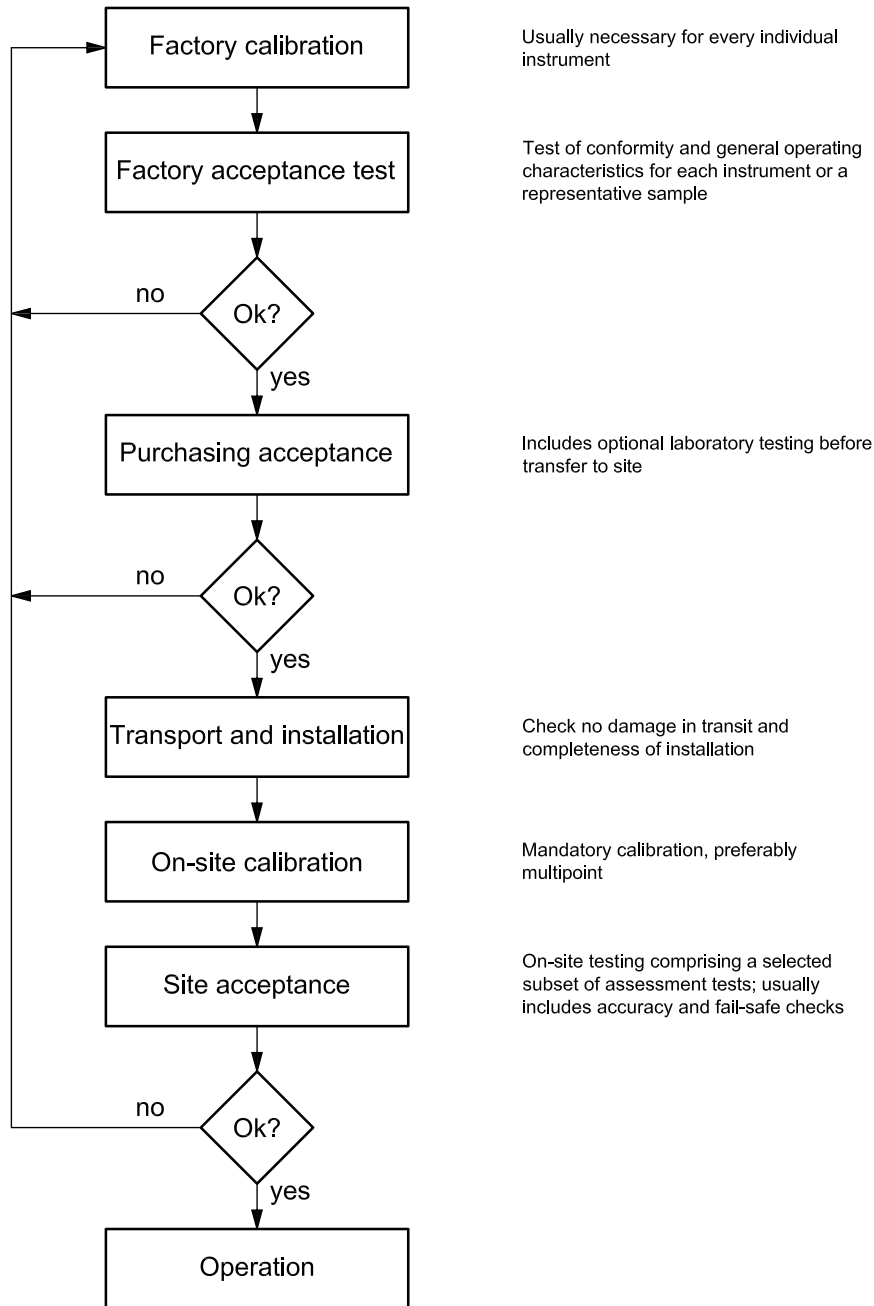 Factory calibration
Usually necessary for every individual
instrument
Factory acceptance test
Test of conformity and general operating
characteristics for each instrument or a
representative sample
no
Ok?
yes
Purchasing acceptance
Includes optional laboratory testing before
transfer to site
no
Ok?
yes
Transport and installation
Check no damage in transit and
completeness of installation
On-site calibration
Mandatory calibration, preferably
multipoint
Site acceptance
On-site testing comprising a selected
subset of assessment tests; usually
includes accuracy and fail-safe checks
no
Ok?
yes
Operation